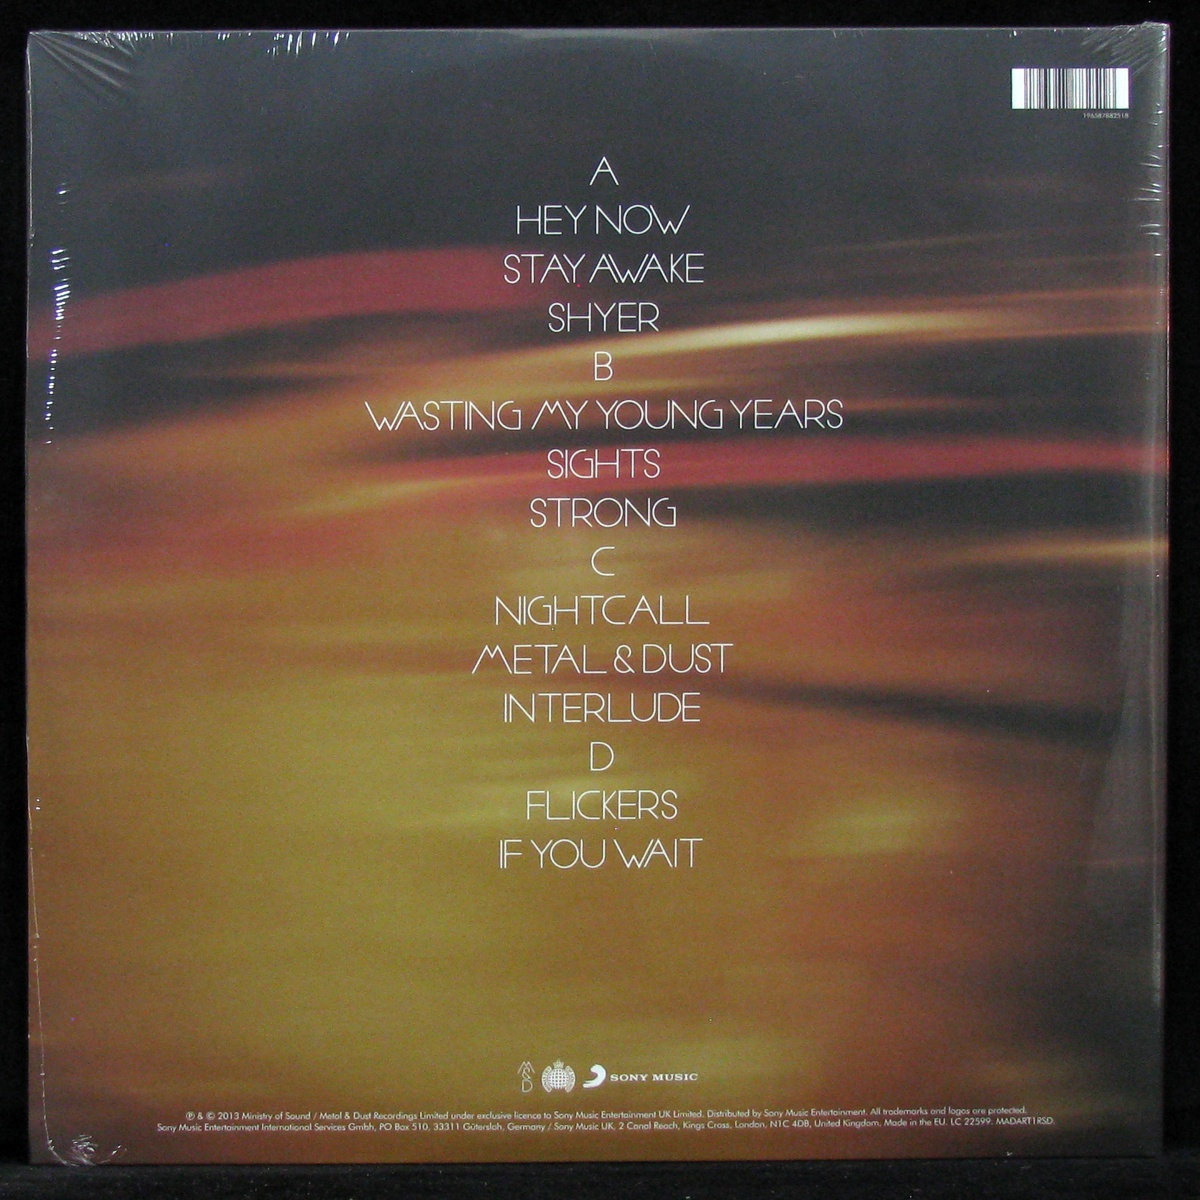 196587882518
A
HEY NOW
STAY AWAKE
SHYER
B
WASTING MY YOUNG YEARS
SIGHTS
STRONG
C
NIGHTCALL
METAL & DUST
INTERLUDE
D
FLICKERS
IF YOU WAIT
M&D
SONY MUSIC
℗ & © 2013 Ministry of Sound / Metal & Dust Recordings Limited under exclusive licence to Sony Music Entertainment UK Limited. Distributed by Sony Music Entertainment. All trademarks and logos are protected.
Sony Music Entertainment International Services Gmbh, PO Box 510, 33311 Gütersloh, Germany / Sony Music UK, 2 Canal Reach, Kings Cross, London, N1C 4DB, United Kingdom. Made in the EU. LC 22599. MADART1RSD.